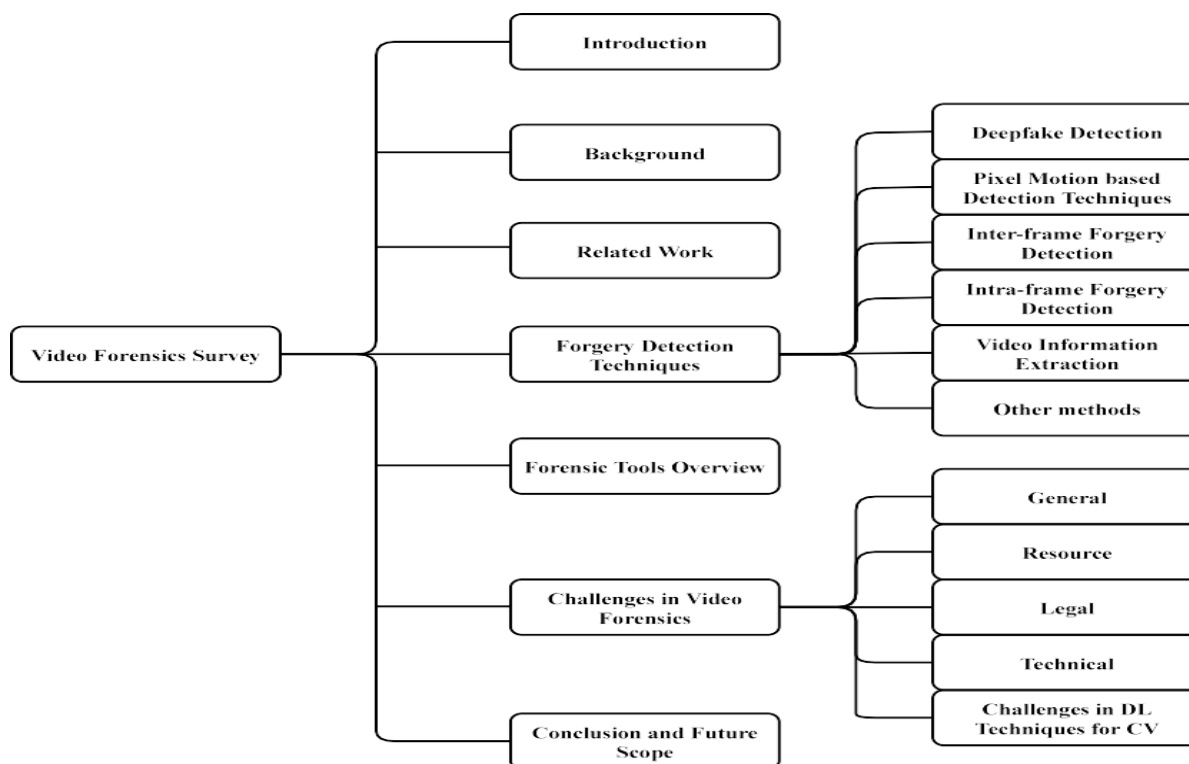 Video Forensics Survey
Introduction
Background
Related Work
Forgery Detection
Techniques
Deepfake Detection
Pixel Motion based
Detection Techniques
Inter-frame Forgery
Detection
Intra-frame Forgery
Detection
Video Information
Extraction
Other methods
Forensic Tools Overview
Challenges in Video
Forensics
General
Resource
Legal
Technical
Challenges in DL
Techniques for CV
Conclusion and Future
Scope